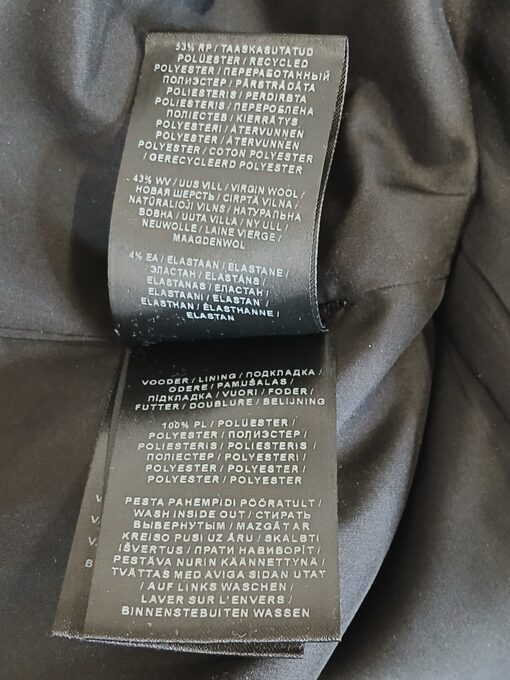 53% RP / TAASKASUTATUD
POLÜESTER / RECYCLED
POLYESTER / ПЕРЕРАБОТАННЫЙ
ПОЛИЭСТЕР / PĀRSTRĀDĀTA
POLIESTERIS / PERDIRBTA
POLIESTERIS / ПЕРЕРОБЛЕНА
ПОЛІЕСТЕВ / KIERRÄTYS
POLYESTERI / ÅTERVUNNEN
POLYESTER / ÅTERVUNNEN
POLYESTER / COTON POLYESTER
/ GERECYCLEERD POLYESTER
43% WV / UUS VILL / VIRGIN WOOL /
НОВАЯ ШЕРСТЬ / CIRPTĀ VILNA /
NATŪRALIOJI VILNS / НАТУРАЛЬНА
ВОВНА / UUTA VILLA / NY ULL /
NEUWOLLE / LAINE VIERGE /
MAAGDENWOL
4% EA / ELASTAAN / ELASTANE /
ЭЛАСТАН / ELASTĀNS /
ELASTANAS / ЕЛАСТАН /
ELASTAANI / ELASTAN /
ELASTHAN / ÉLASTHANNE /
ELASTAN
VOODER / LINING / ПОДКЛАДКА /
ODERE / PAMUŠALAS /
ПІДКЛАДКА / VUORI / FODER /
FUTTER / DOUBLURE / BELIJNING
100% PL / POLÜESTER /
POLYESTER / ПОЛИЭСТЕР /
POLIESTERIS / POLIESTERIS /
ПОЛІЕСТЕР / POLYESTERI /
POLYESTER / POLYESTER /
POLYESTER / POLYESTER
PESTA PAHEMPIDI PÖÖRATULT /
WASH INSIDE OUT / СТИРАТЬ
ВЫВЕРНУТЫМ / MAZGĀT AR
KREISO PUSI UZ ĀRU / SKALBTI
IŠVERTUS / ПРАТИ НАВИВОРІТ /
PESTÄVÄ NURIN KÄÄNNETTYNÄ /
TVÄTTAS MED AVIGA SIDAN UTAT
/ AUF LINKS WASCHEN /
LAVER SUR L'ENVERS /
BINNENSTEBUITEN WASSEN